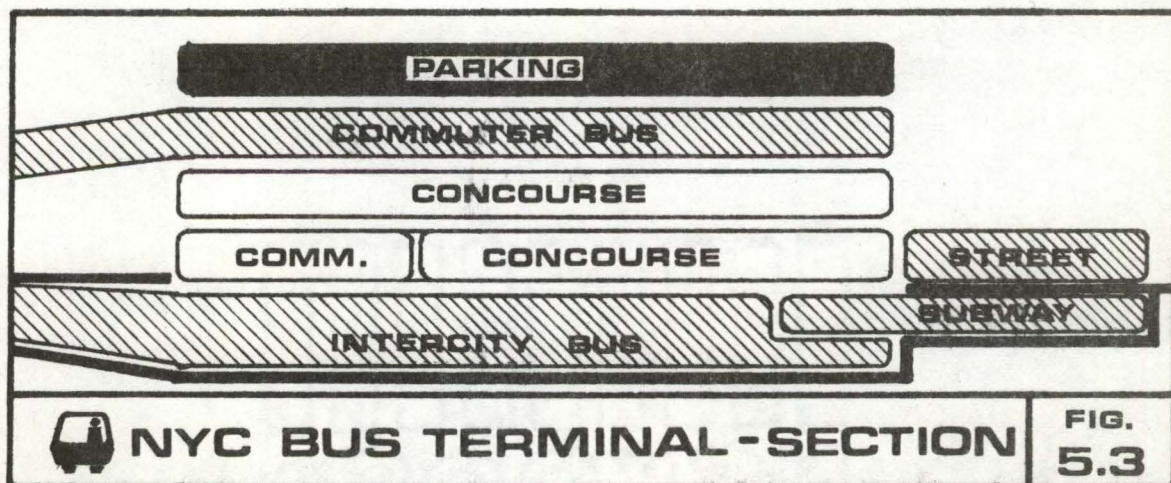 PARKING
COMMUTER BUS
CONCOURSE
COMM. CONCOURSE STREET
SUBWAY
INTERCITY BUS
NYC BUS TERMINAL-SECTION
FIG.
5.3